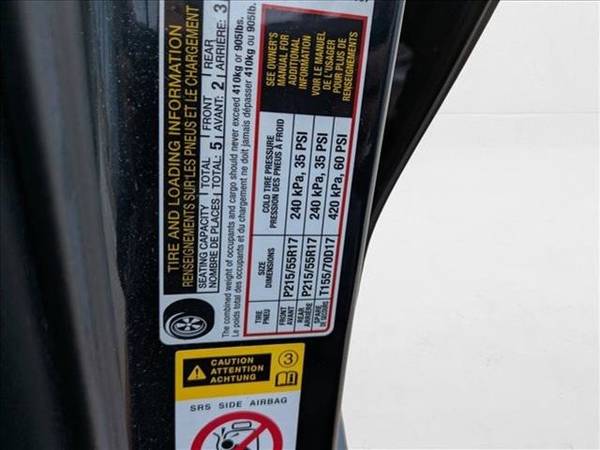 TIRE AND LOADING INFORMATION
RENSEIGNEMENTS SUR LES PNEUS ET LE CHARGEMENT
SEATING CAPACITY TOTAL FRONT REAR
NOMBRE DE PLACES TOTAL: 5 AVANT: 2 ARRIÈRE: 3
The combined weight of occupants and cargo should never exceed 410kg or 905lbs.
Le poids total des occupants et du chargement ne doit jamais dépasser 410kg ou 905lb.
TIRE SIZE COLD TIRE PRESSURE
PNEU DIMENSIONS PRESSION DES PNEUS À FROID
FRONT
AVANT P215/55R17 240 kPa, 35 PSI
REAR
ARRIÈRE P215/55R17 240 kPa, 35 PSI
SPARE
DE SECOURS T155/70D17 420 kPa, 60 PSI
SEE OWNER'S
MANUAL FOR
ADDITIONAL
INFORMATION
VOIR LE MANUEL
DE L'USAGER
POUR PLUS DE
RENSEIGNEMENTS
CAUTION
ATTENTION
ACHTUNG
3
SRS SIDE AIRBAG